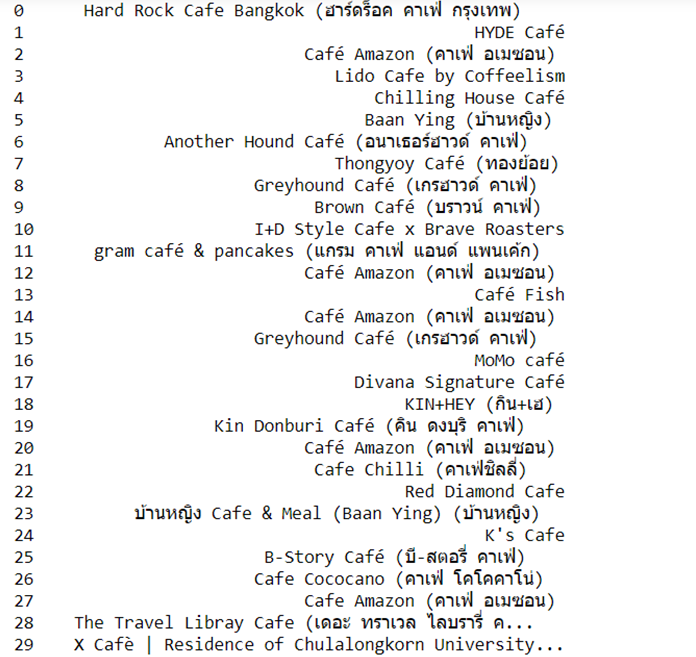 0 Hard Rock Cafe Bangkok (ฮาร์ดร็อค คาเฟ่ กรุงเทพ)
1 HYDE Café
2 Café Amazon (คาเฟ่ อเมซอน)
3 Lido Cafe by Coffeelism
4 Chilling House Café
5 Baan Ying (บ้านหญิง)
6 Another Hound Café (อนาเธอร์ฮาวด์ คาเฟ่)
7 Thongyoy Café (ทองย้อย)
8 Greyhound Café (เกรฮาวด์ คาเฟ่)
9 Brown Café (บราวน์ คาเฟ่)
10 I+D Style Cafe x Brave Roasters
11 gram café & pancakes (แกรม คาเฟ่ แอนด์ แพนเค้ก)
12 Café Amazon (คาเฟ่ อเมซอน)
13 Café Fish
14 Café Amazon (คาเฟ่ อเมซอน)
15 Greyhound Café (เกรฮาวด์ คาเฟ่)
16 MoMo café
17 Divana Signature Café
18 KIN+HEY (กิน+เฮ)
19 Kin Donburi Café (คิน ดงบุริ คาเฟ่)
20 Café Amazon (คาเฟ่ อเมซอน)
21 Cafe Chilli (คาเฟ่ชิลลี่)
22 Red Diamond Cafe
23 บ้านหญิง Cafe & Meal (Baan Ying) (บ้านหญิง)
24 K's Cafe
25 B-Story Café (บี-สตอรี่ คาเฟ่)
26 Cafe Cococano (คาเฟ่ โคโคคาโน่)
27 Cafe Amazon (คาเฟ่ อเมซอน)
28 The Travel Libray Cafe (เดอะ ทราเวล ไลบรารี่ ค...
29 X Cafè | Residence of Chulalongkorn University...